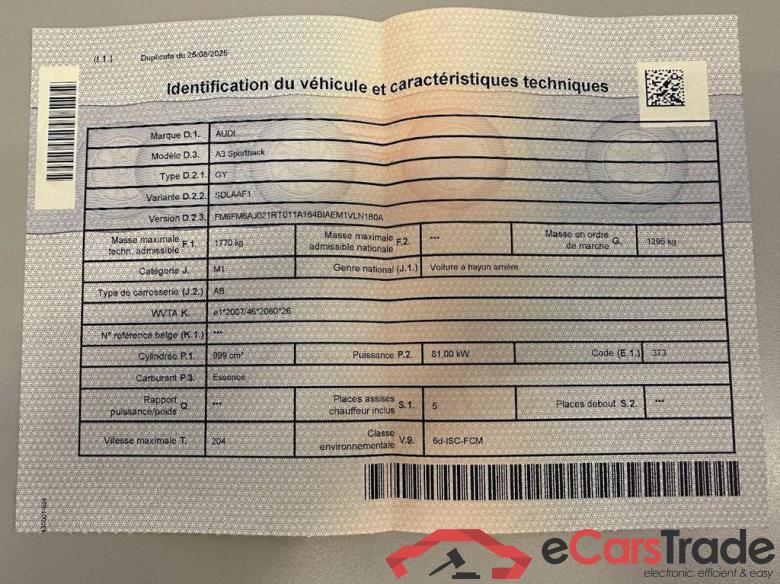 (I.1.) Duplicata du 25/08/2025
Identification du véhicule et caractéristiques techniques
Marque D.1. AUDI
Modèle D.3. A3 Sportback
Type D.2.1. GY
Variante D.2.2. SDLAAF1
Version D.2.3. FM6FM6AJ021RT011A164BIAEM1VLN1B0A
Masse maximale techn. admissible F.1. 1770 kg Masse maximale admissible nationale F.2. *** Masse en ordre de marche G. 1295 kg
Catégorie J. M1 Genre national (J.1.) Voiture à hayon arrière
Type de carrosserie (J.2.) AB
WVTA K. e1*2007/46*2060*26
N° référence belge (K.1.) ***
Cylindrée P.1. 999 cm³ Puissance P.2. 81.00 kW Code (E.1.) 373
Carburant P.3. Essence
Rapport puissance/poids Q. *** Places assises chauffeur inclus S.1. 5 Places debout S.2. ***
Vitesse maximale T. 204 Classe environnementale V.9. 6d-ISC-FCM
eCarsTrade
electronic, efficient & easy